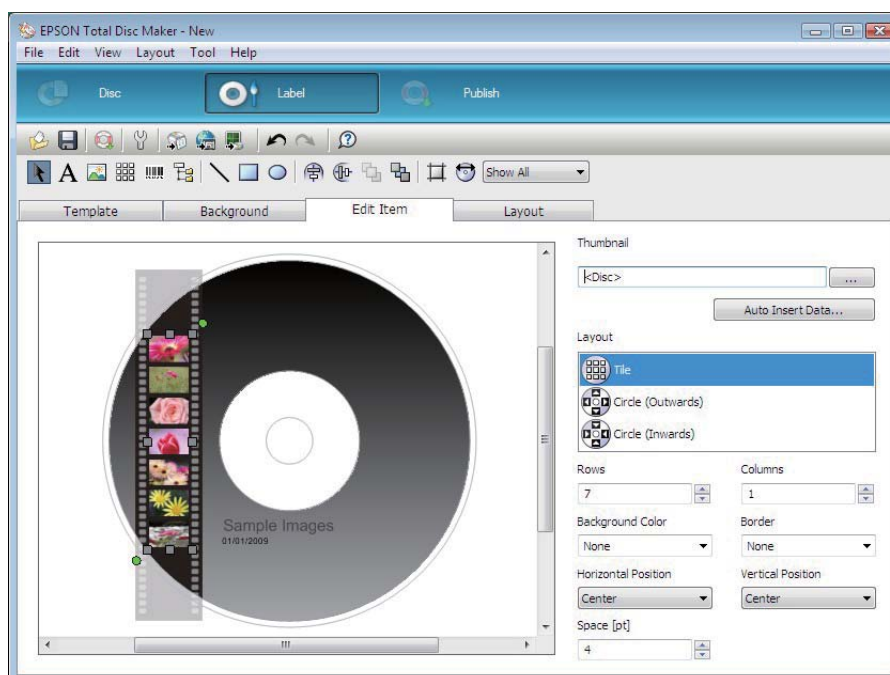 EPSON Total Disc Maker - New
File Edit View Layout Tool Help
Disc Label Publish
Show All
Template Background Edit Item Layout
Thumbnail
<Disc>
...
Auto Insert Data...
Layout
Tile
Circle (Outwards)
Circle (Inwards)
Rows Columns
7 1
Background Color Border
None None
Horizontal Position Vertical Position
Center Center
Space [pt]
4
Sample Images
01/01/2009